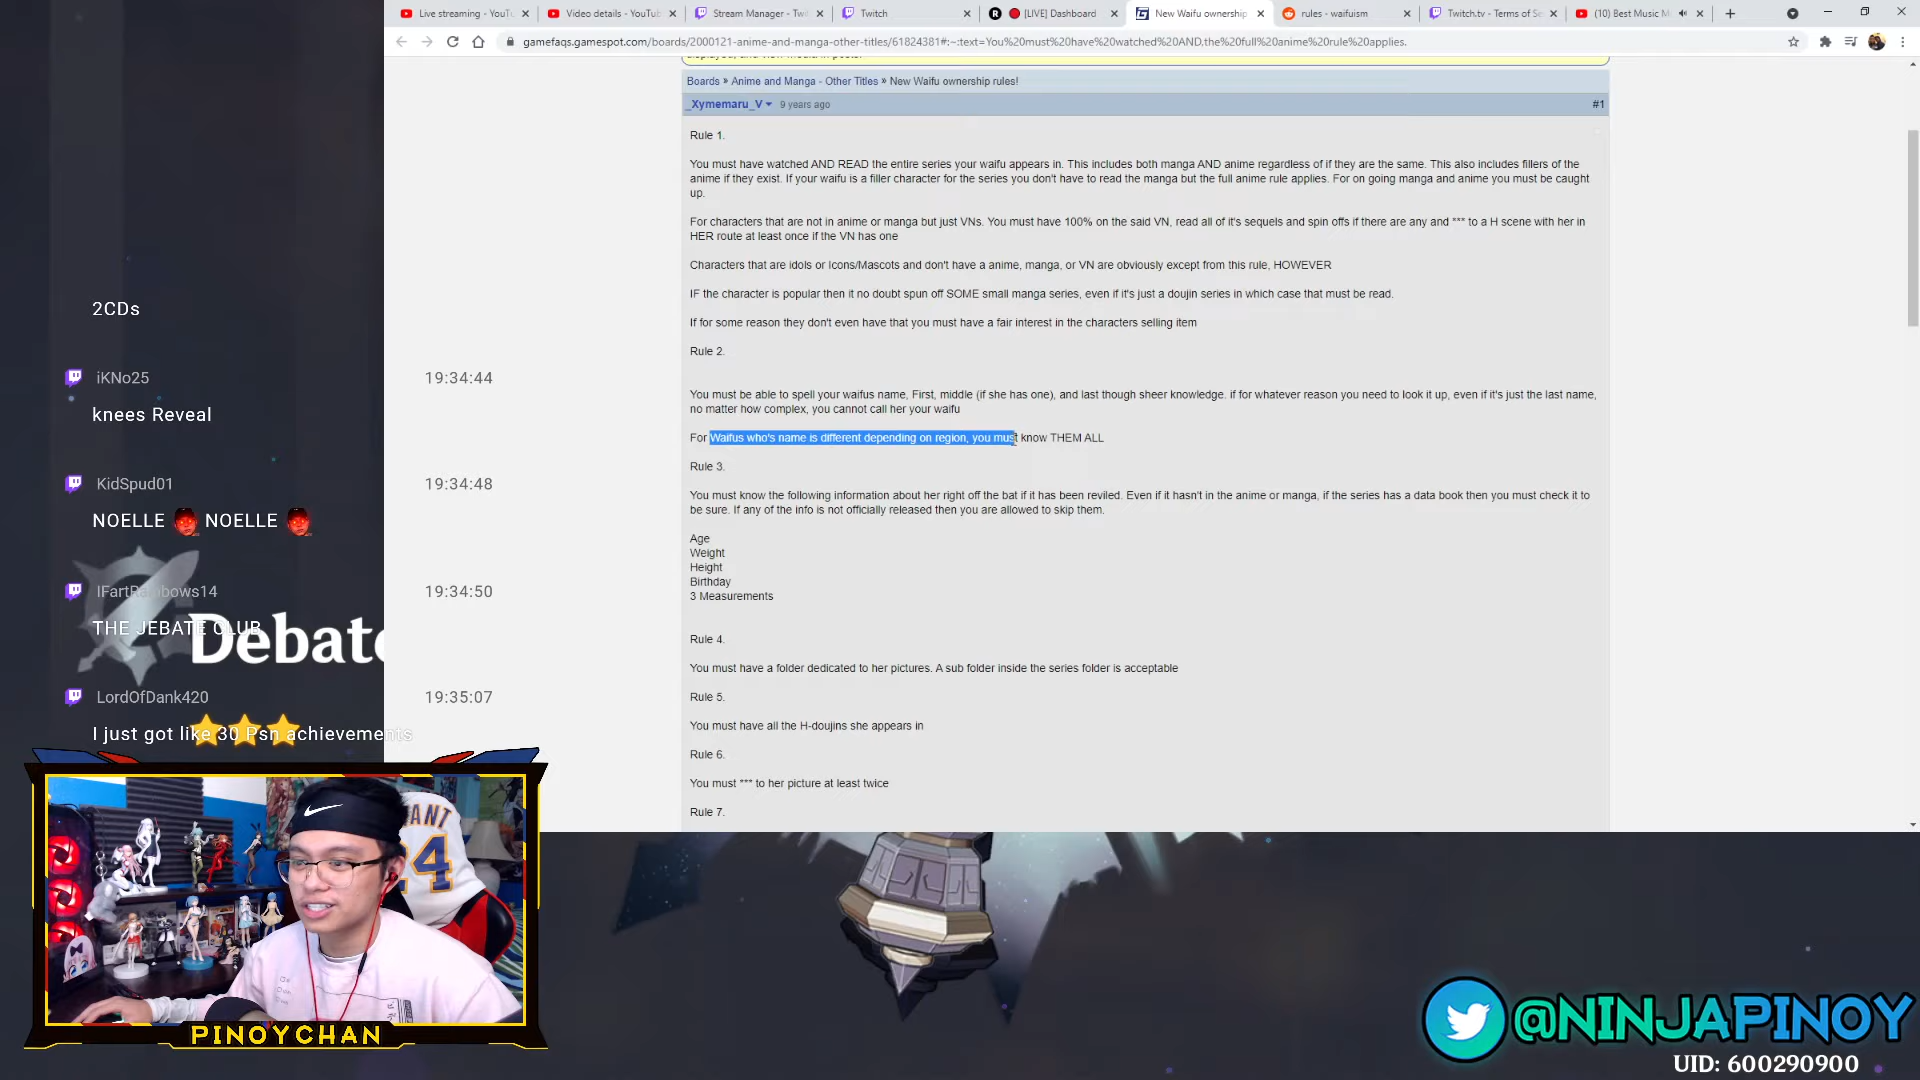 Live streaming - YouTu
Video details - YouTub
Stream Manager - Twi
Twitch
[LIVE] Dashboard
New Waifu ownership
rules - waifuism
Twitch.tv - Terms of Se
(10) Best Music M
gamefaqs.gamespot.com/boards/2000121-anime-and-manga-other-titles/61824381#:~:text=You%20must%20have%20watched%20AND,the%20full%20anime%20rule%20applies.
Boards » Anime and Manga - Other Titles » New Waifu ownership rules!
_Xymemaru_V 9 years ago #1
Rule 1.
You must have watched AND READ the entire series your waifu appears in. This includes both manga AND anime regardless of if they are the same. This also includes fillers of the
anime if they exist. If your waifu is a filler character for the series you don't have to read the manga but the full anime rule applies. For on going manga and anime you must be caught
up.
For characters that are not in anime or manga but just VNs. You must have 100% on the said VN, read all of it's sequels and spin offs if there are any and *** to a H scene with her in
HER route at least once if the VN has one
Characters that are idols or Icons/Mascots and don't have a anime, manga, or VN are obviously except from this rule, HOWEVER
IF the character is popular then it no doubt spun off SOME small manga series, even if it's just a doujin series in which case that must be read.
If for some reason they don't even have that you must have a fair interest in the characters selling item
Rule 2.
You must be able to spell your waifus name, First, middle (if she has one), and last though sheer knowledge. if for whatever reason you need to look it up, even if it's just the last name,
no matter how complex, you cannot call her your waifu
For Waifus who's name is different depending on region, you must know THEM ALL
Rule 3.
You must know the following information about her right off the bat if it has been reviled. Even if it hasn't in the anime or manga, if the series has a data book then you must check it to
be sure. If any of the info is not officially released then you are allowed to skip them.
Age
Weight
Height
Birthday
3 Measurements
Rule 4.
You must have a folder dedicated to her pictures. A sub folder inside the series folder is acceptable
Rule 5.
You must have all the H-doujins she appears in
Rule 6.
You must *** to her picture at least twice
Rule 7.
2CDs
iKNo25 19:34:44
knees Reveal
KidSpud01 19:34:48
NOELLE NOELLE
IFartRainbows14 19:34:50
THE JEBATE CLUB
Debate
LordOfDank420 19:35:07
I just got like 30 Psn achievements
24
PINOYCHAN
@NINJAPINOY
UID: 600290900